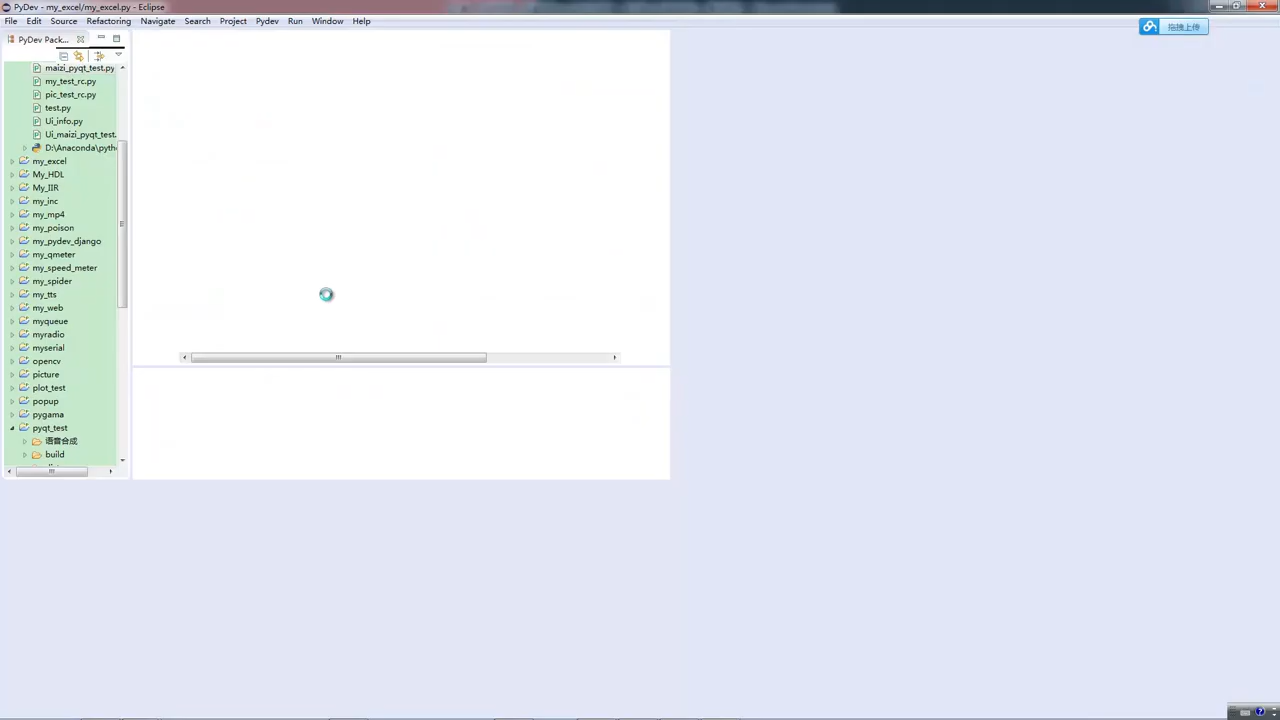 PyDev - my_excel/my_excel.py - Eclipse
File Edit Source Refactoring Navigate Search Project Pydev Run Window Help
拖拽上传
PyDev Pack...
maizi_pyqt_test.py
my_test_rc.py
pic_test_rc.py
test.py
Ui_info.py
Ui_maizi_pyqt_test.
D:\Anaconda\pyth
my_excel
My_HDL
My_IIR
my_inc
my_mp4
my_poison
my_pydev_django
my_qmeter
my_speed_meter
my_spider
my_tts
my_web
myqueue
myradio
myserial
opencv
picture
plot_test
popup
pygama
pyqt_test
语音合成
build